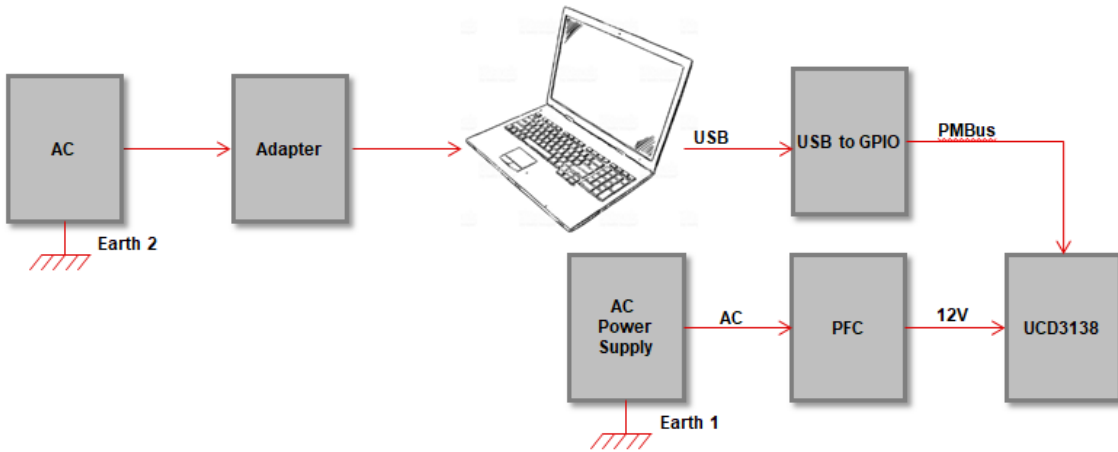 AC
Adapter
USB
USB to GPIO
PMBus
Earth 2
AC
Power
Supply
AC
PFC
12V
UCD3138
Earth 1